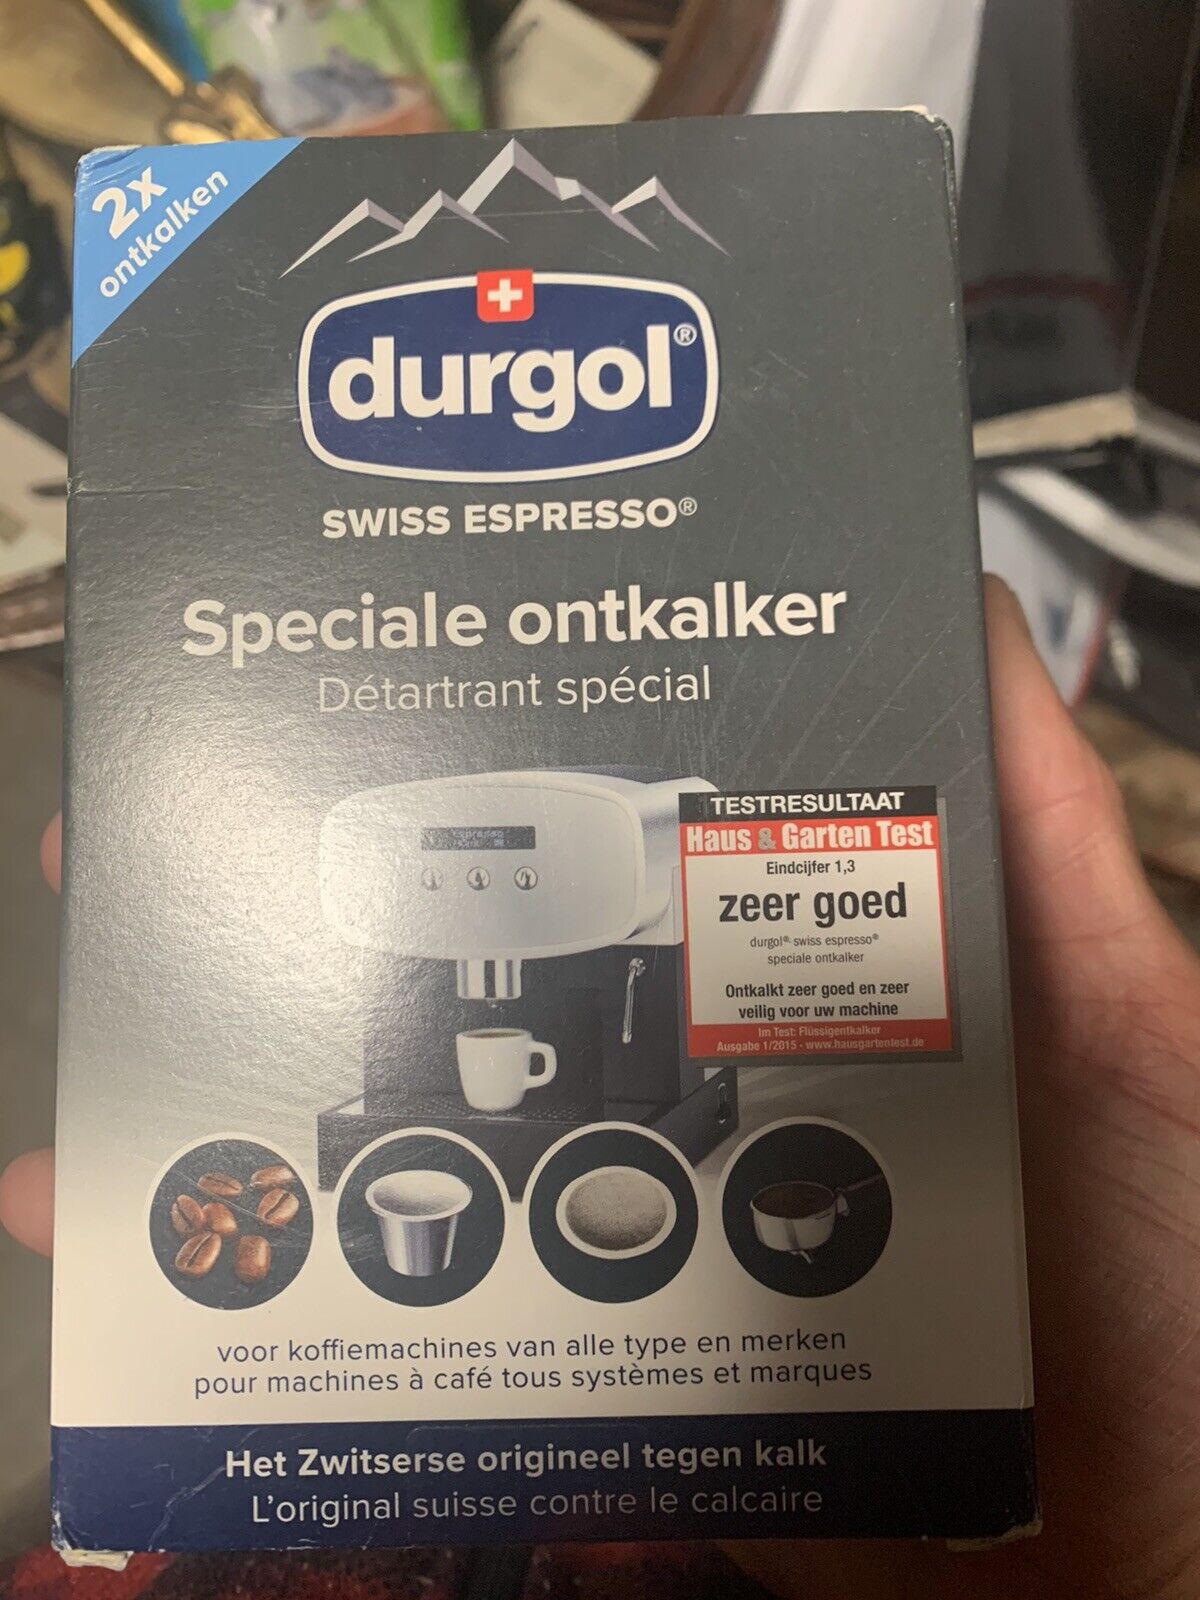 2x
ontkalken
durgol®
SWISS ESPRESSO®
Speciale ontkalker
Détartrant spécial
TESTRESULTAAT
Haus & Garten Test
Eindcijfer 1,3
zeer goed
durgol® swiss espresso®
speciale ontkalker
Ontkalkt zeer goed en zeer
veilig voor uw machine
Im Test: Flüssigentkalker
Ausgabe 1/2015 - www.hausgartentest.de
voor koffiemachines van alle type en merken
pour machines à café tous systèmes et marques
Het Zwitserse origineel tegen kalk
L'original suisse contre le calcaire